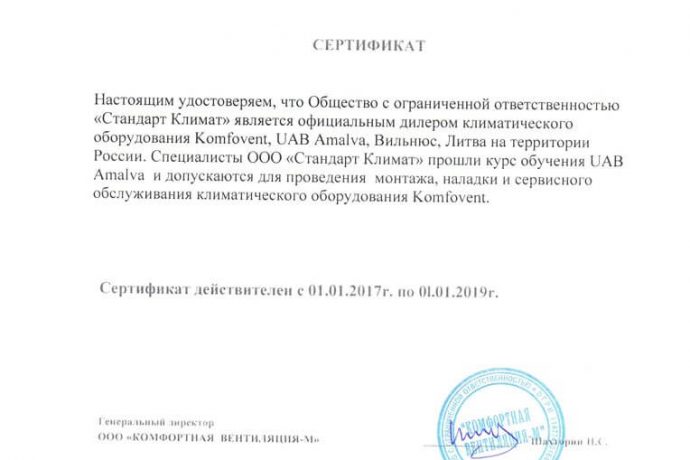 СЕРТИФИКАТ
Настоящим удостоверяем, что Общество с ограниченной ответственностью
«Стандарт Климат» является официальным дилером климатического
оборудования Komfovent, UAB Amalva, Вильнюс, Литва на территории
России. Специалисты ООО «Стандарт Климат» прошли курс обучения UAB
Amalva и допускаются для проведения монтажа, наладки и сервисного
обслуживания климатического оборудования Komfovent.
Сертификат действителен с 01.01.2017г. по 01.01.2019г.
Генеральный директор
ООО «КОМФОРТНАЯ ВЕНТИЛЯЦИЯ-М»
"КОМФОРТНАЯ
ВЕНТИЛЯЦИЯ-М"